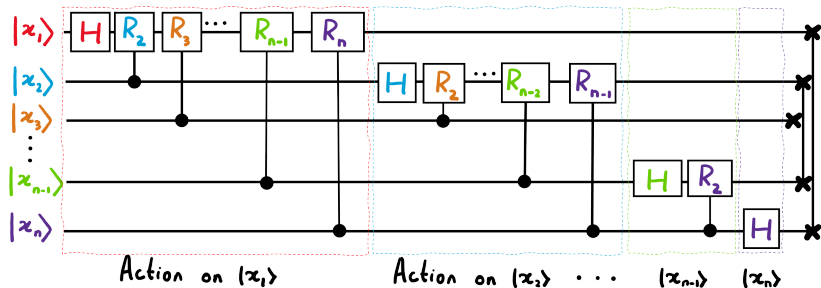 |x₁⟩ H R₂ R₃ ... Rₙ₋₁ Rₙ
|x₂⟩ H R₂ ... Rₙ₋₂ Rₙ₋₁
|x₃⟩
⋮
|xₙ₋₁⟩ H R₂
|xₙ⟩ H
Action on |x₁⟩ Action on |x₂⟩ ... |xₙ₋₁⟩ |xₙ⟩